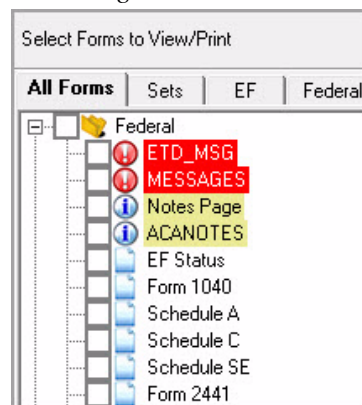 Select Forms to View/Print
All Forms Sets EF Federal
Federal
ETD_MSG
MESSAGES
Notes Page
ACANOTES
EF Status
Form 1040
Schedule A
Schedule C
Schedule SE
Form 2441